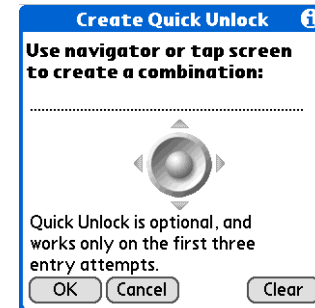 Create Quick Unlock i
Use navigator or tap screen
to create a combination:
Quick Unlock is optional, and
works only on the first three
entry attempts.
OK Cancel Clear